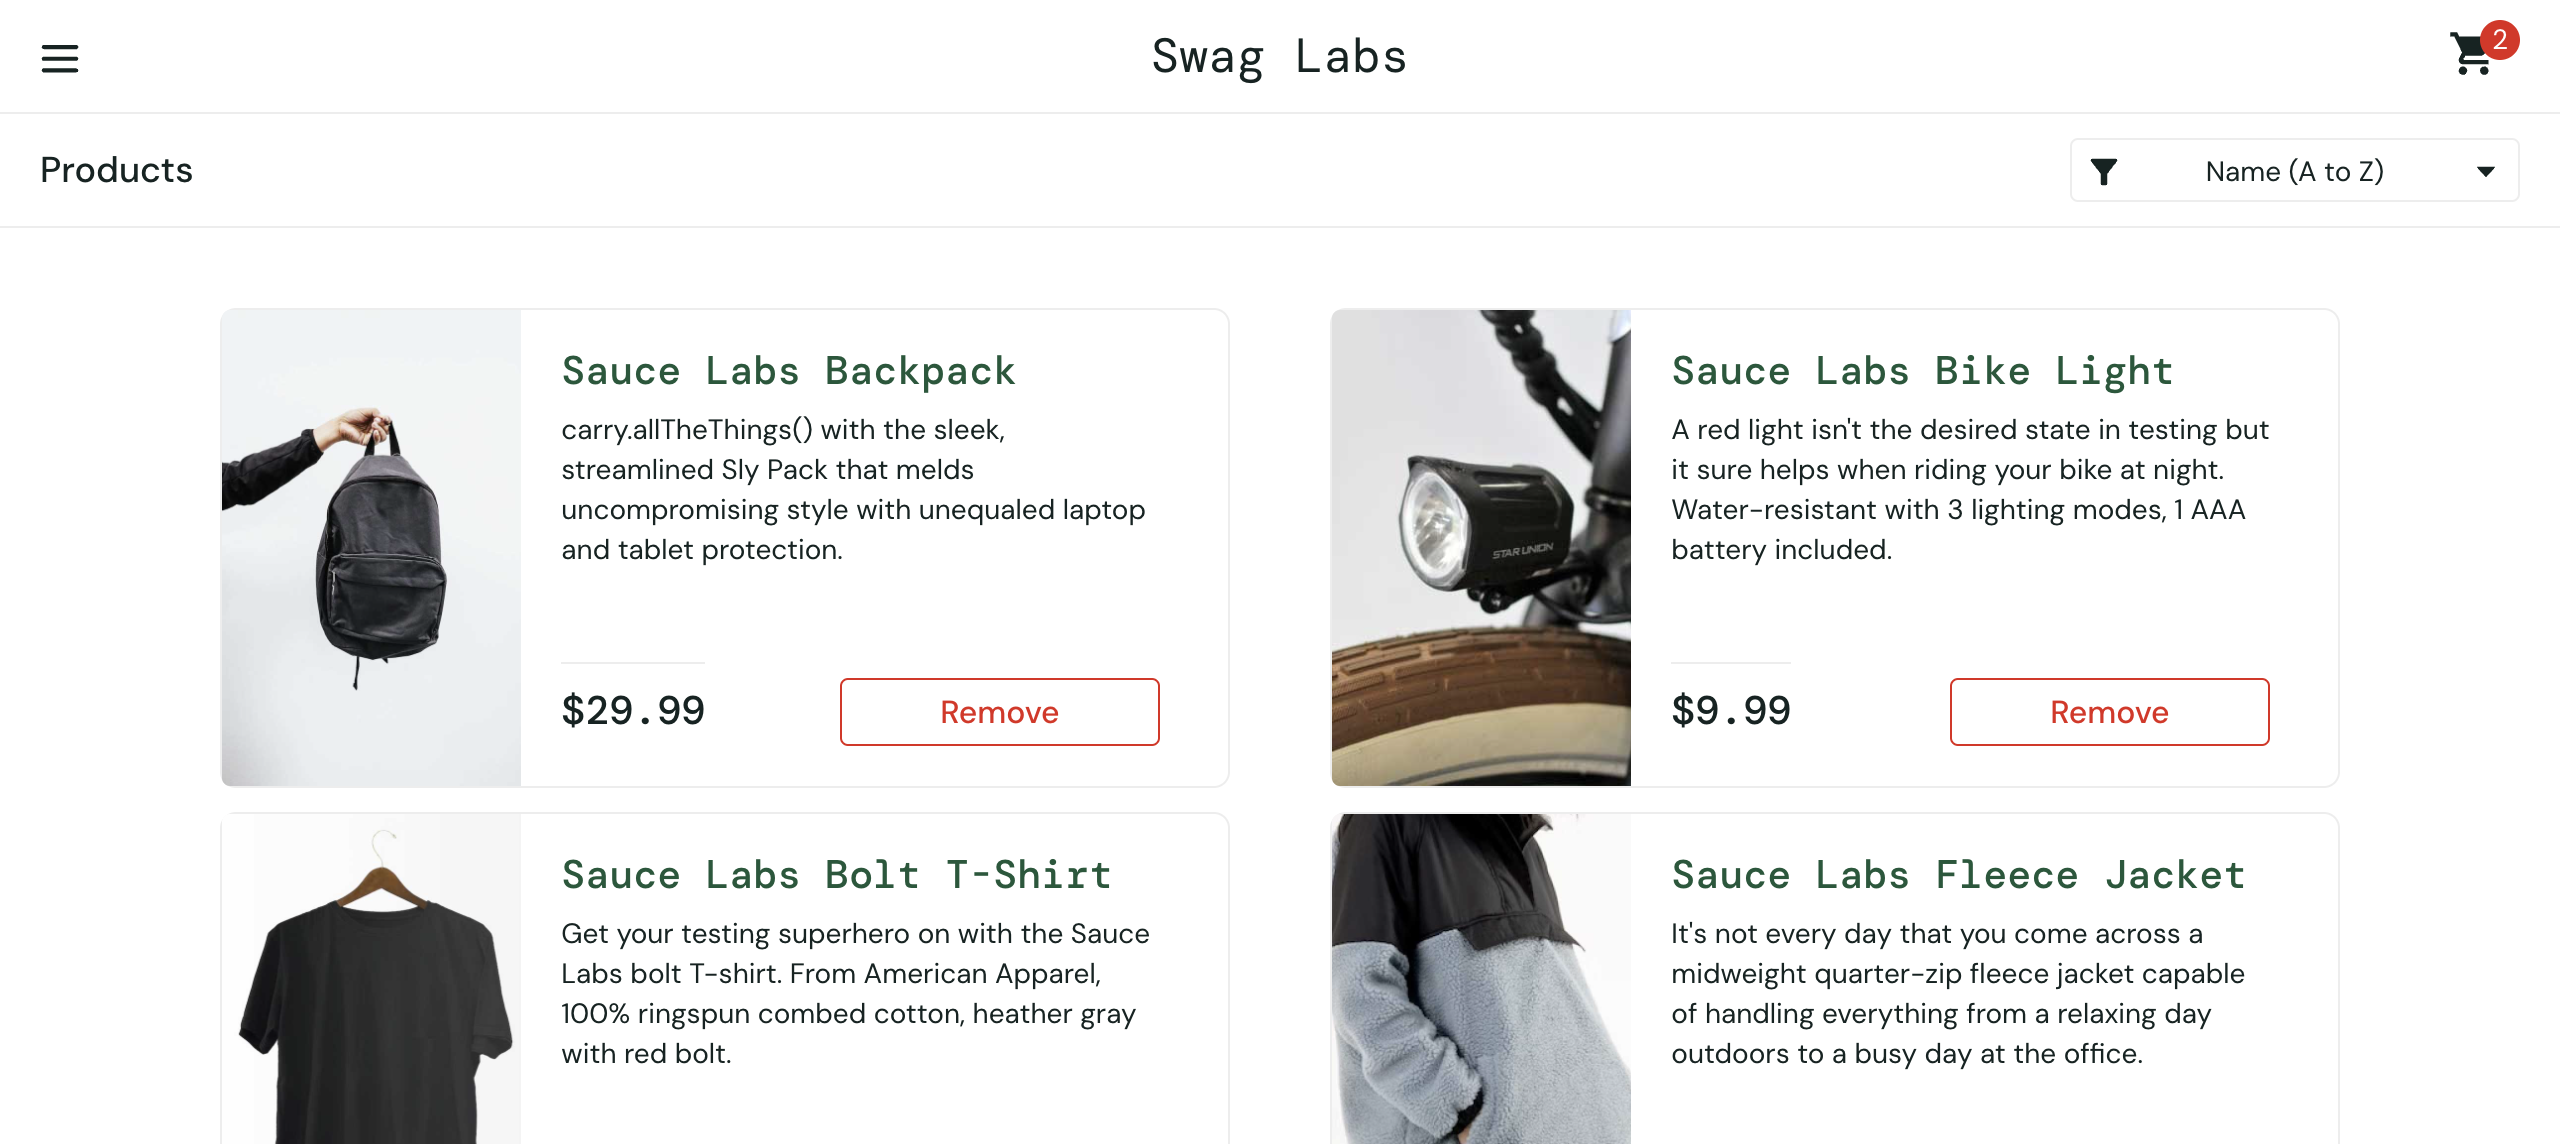 Swag Labs
2
Products
Name (A to Z)
Sauce Labs Backpack
carry.allTheThings() with the sleek,
streamlined Sly Pack that melds
uncompromising style with unequaled laptop
and tablet protection.
$29.99
Remove
Sauce Labs Bike Light
A red light isn't the desired state in testing but
it sure helps when riding your bike at night.
Water-resistant with 3 lighting modes, 1 AAA
battery included.
STAR UNION
$9.99
Remove
Sauce Labs Bolt T-Shirt
Get your testing superhero on with the Sauce
Labs bolt T-shirt. From American Apparel,
100% ringspun combed cotton, heather gray
with red bolt.
Sauce Labs Fleece Jacket
It's not every day that you come across a
midweight quarter-zip fleece jacket capable
of handling everything from a relaxing day
outdoors to a busy day at the office.